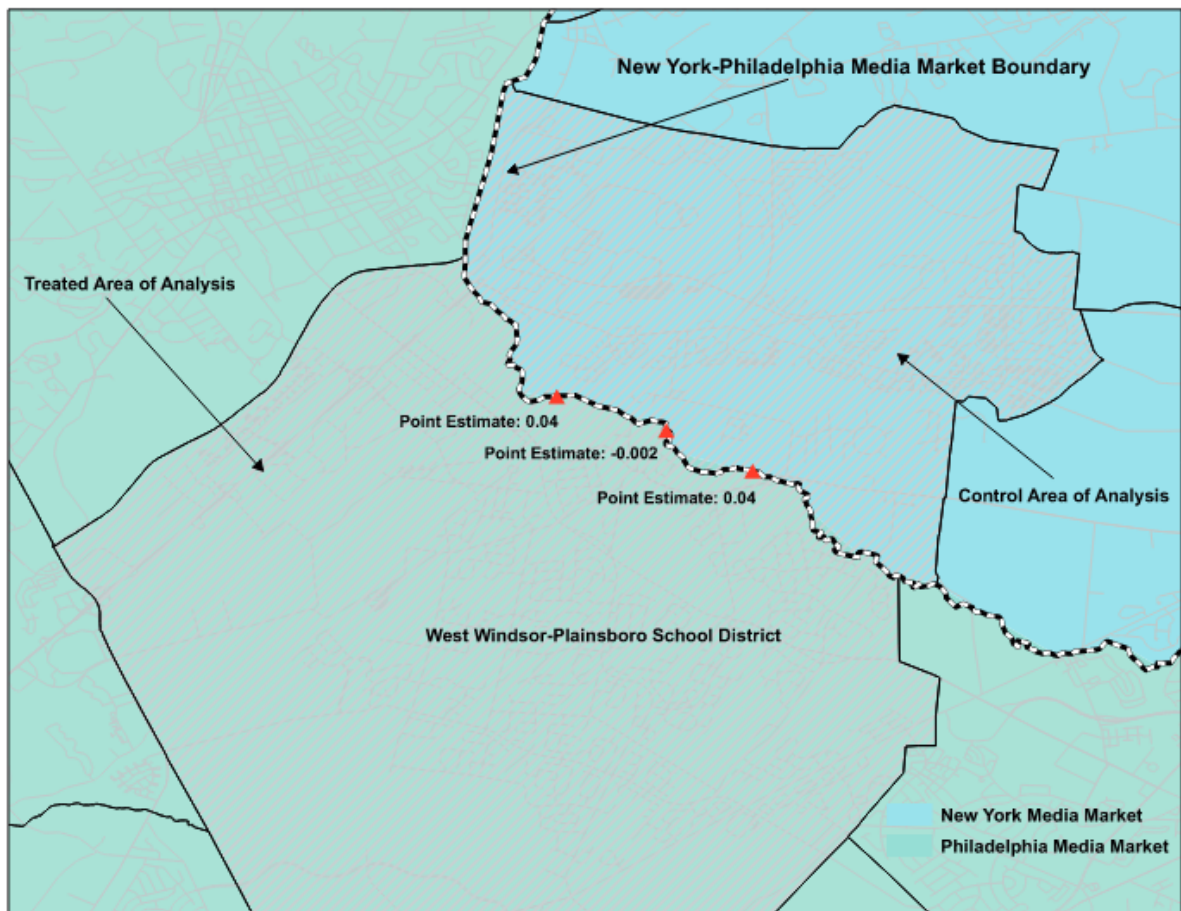 New York-Philadelphia Media Market Boundary
Treated Area of Analysis
Point Estimate: 0.04
Point Estimate: -0.002
Point Estimate: 0.04
Control Area of Analysis
West Windsor-Plainsboro School District
New York Media Market
Philadelphia Media Market